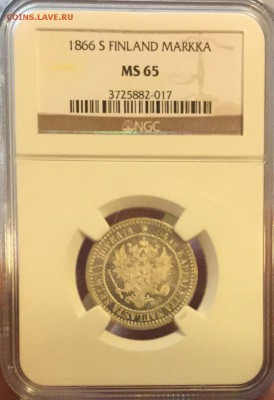 COINS.LAVE.RU
1866 S FINLAND MARKKA
MS 65
3725882-017
NGC